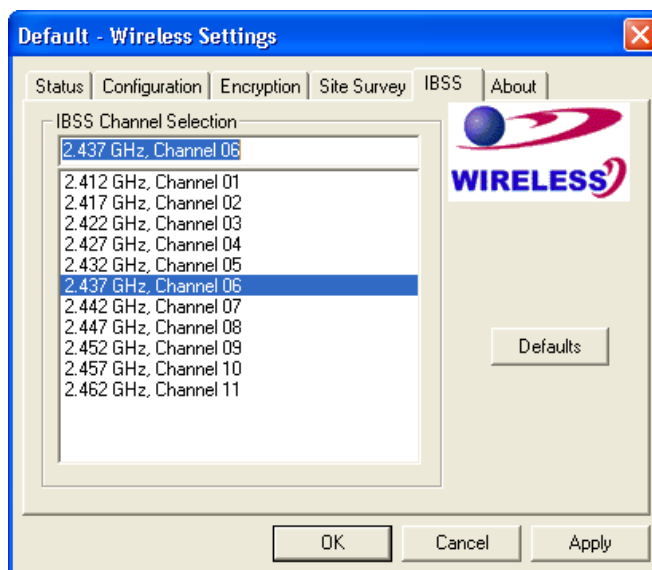 Default - Wireless Settings
Status Configuration Encryption Site Survey IBSS About
IBSS Channel Selection
2.437 GHz, Channel 06
2.412 GHz, Channel 01
2.417 GHz, Channel 02
2.422 GHz, Channel 03
2.427 GHz, Channel 04
2.432 GHz, Channel 05
2.437 GHz, Channel 06
2.442 GHz, Channel 07
2.447 GHz, Channel 08
2.452 GHz, Channel 09
2.457 GHz, Channel 10
2.462 GHz, Channel 11
WIRELESS
Defaults
OK Cancel Apply